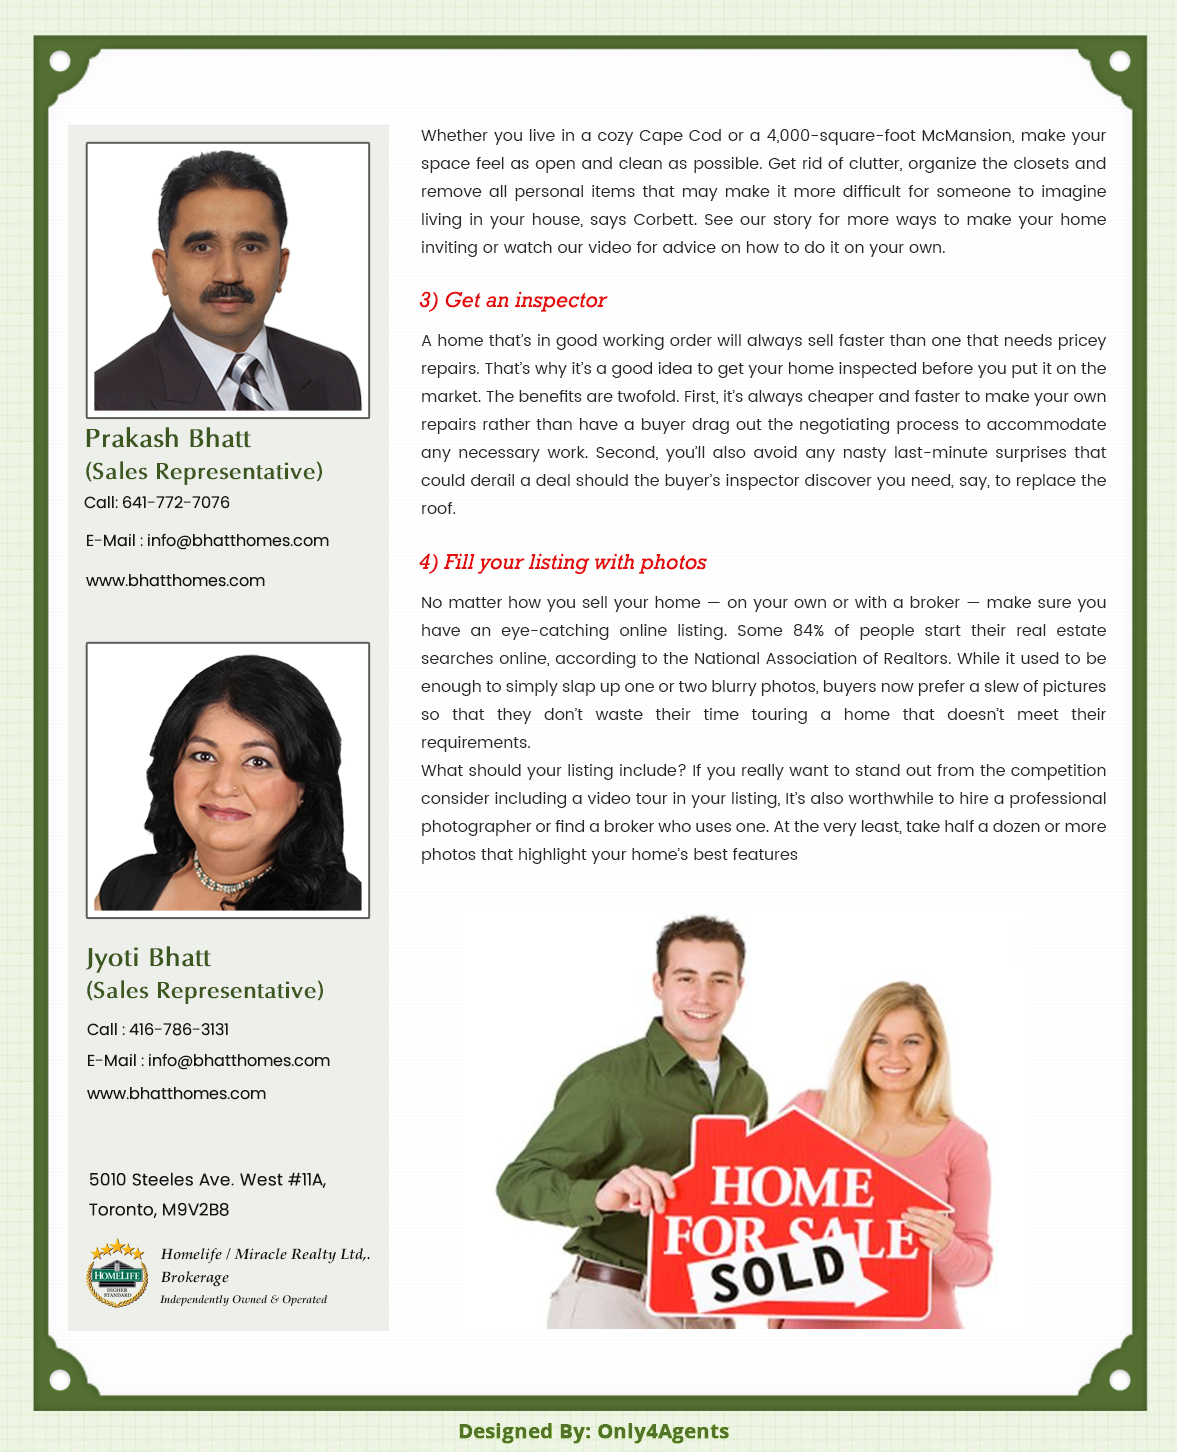 Prakash Bhatt
(Sales Representative)
Call: 641-772-7076
E-Mail : info@bhatthomes.com
www.bhatthomes.com
Jyoti Bhatt
(Sales Representative)
Call : 416-786-3131
E-Mail : info@bhatthomes.com
www.bhatthomes.com
5010 Steeles Ave. West #11A,
Toronto, M9V2B8
HOMELIFE
HIGHER
STANDARD
Homelife / Miracle Realty Ltd,.
Brokerage
Independently Owned & Operated
Whether you live in a cozy Cape Cod or a 4,000-square-foot McMansion, make your
space feel as open and clean as possible. Get rid of clutter, organize the closets and
remove all personal items that may make it more difficult for someone to imagine
living in your house, says Corbett. See our story for more ways to make your home
inviting or watch our video for advice on how to do it on your own.
3) Get an inspector
A home that’s in good working order will always sell faster than one that needs pricey
repairs. That’s why it’s a good idea to get your home inspected before you put it on the
market. The benefits are twofold. First, it’s always cheaper and faster to make your own
repairs rather than have a buyer drag out the negotiating process to accommodate
any necessary work. Second, you’ll also avoid any nasty last-minute surprises that
could derail a deal should the buyer’s inspector discover you need, say, to replace the
roof.
4) Fill your listing with photos
No matter how you sell your home — on your own or with a broker — make sure you
have an eye-catching online listing. Some 84% of people start their real estate
searches online, according to the National Association of Realtors. While it used to be
enough to simply slap up one or two blurry photos, buyers now prefer a slew of pictures
so that they don’t waste their time touring a home that doesn’t meet their
requirements.
What should your listing include? If you really want to stand out from the competition
consider including a video tour in your listing, It’s also worthwhile to hire a professional
photographer or find a broker who uses one. At the very least, take half a dozen or more
photos that highlight your home’s best features
HOME
FOR SALE
SOLD
Designed By: Only4Agents